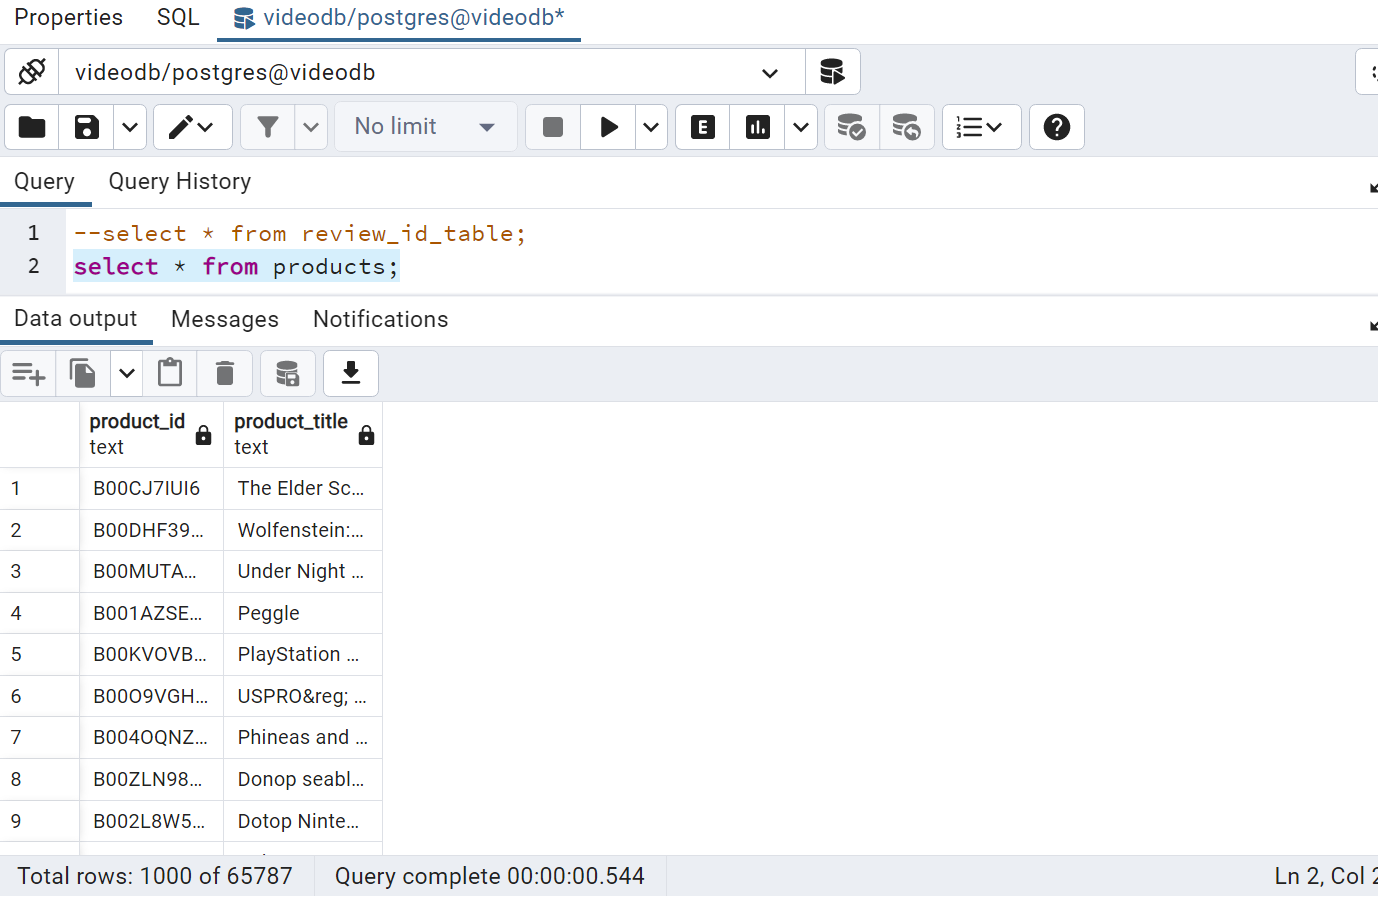 Properties SQL videodb/postgres@videodb*
videodb/postgres@videodb
No limit E
Query Query History
1 --select * from review_id_table;
2 select * from products;
Data output Messages Notifications
product_id product_title
text text
1 B00CJ7IUI6 The Elder Sc...
2 B00DHF39... Wolfenstein:...
3 B00MUTA... Under Night ...
4 B001AZSE... Peggle
5 B00KVOVB... PlayStation ...
6 B00O9VGH... USPRO&reg; ...
7 B004OQNZ... Phineas and ...
8 B00ZLN98... Donop seabl...
9 B002L8W5... Dotop Ninte...
Total rows: 1000 of 65787 Query complete 00:00:00.544 Ln 2, Col